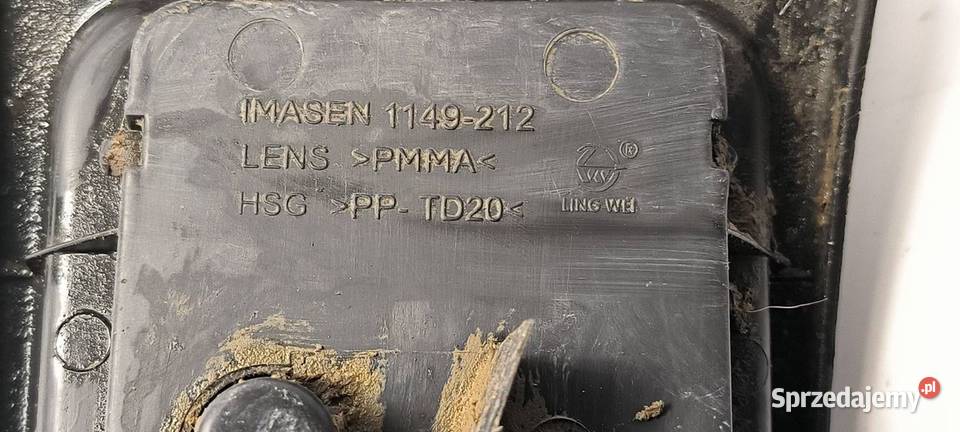 IMASEN 1149-212
LENS >PMMA<
HSG >PP-TD20<
®
LING WEI
Sprzedajemy.pl